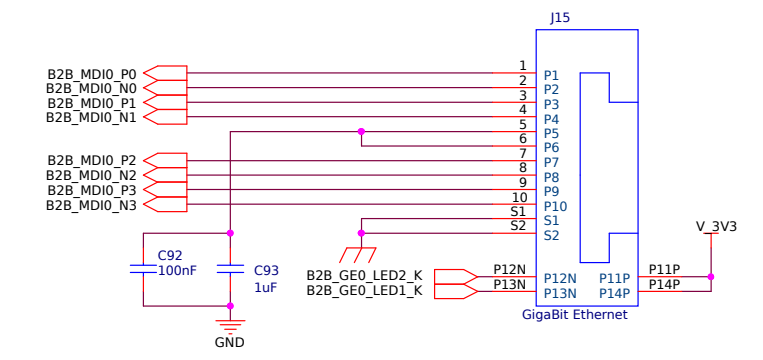 J15
B2B_MDI0_P0 1 P1
B2B_MDI0_N0 2 P2
B2B_MDI0_P1 3 P3
B2B_MDI0_N1 4 P4
5 P5
6 P6
B2B_MDI0_P2 7 P7
B2B_MDI0_N2 8 P8
B2B_MDI0_P3 9 P9
B2B_MDI0_N3 10 P10
S1 S1
S2 S2
V_3V3
C92
100nF
C93
1uF
B2B_GE0_LED2_K P12N P12N P11P P11P
B2B_GE0_LED1_K P13N P13N P14P P14P
GigaBit Ethernet
GND